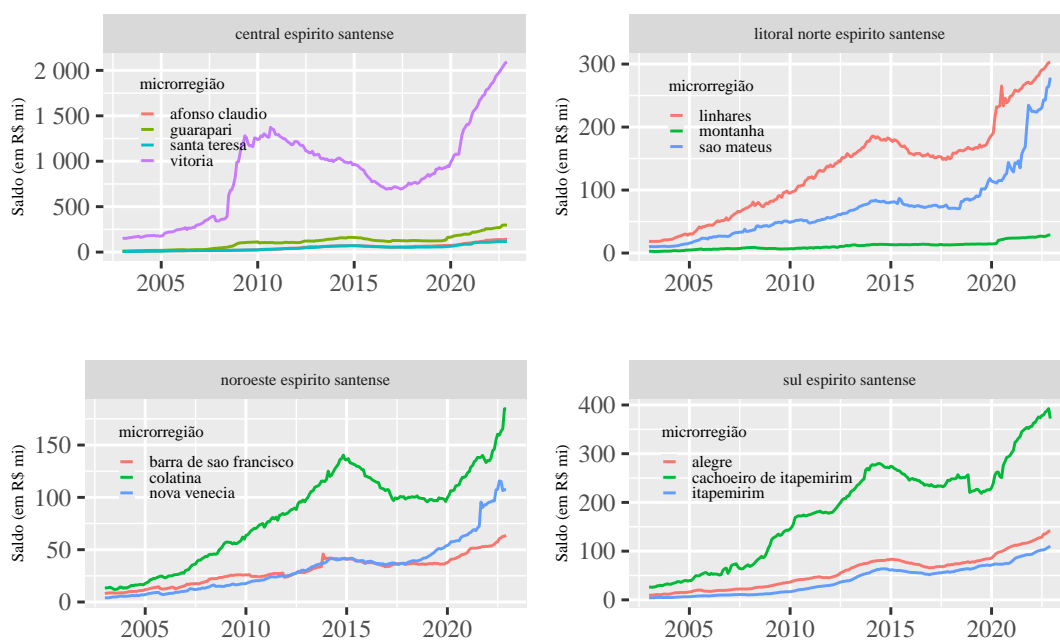 central espirito santense
Saldo (em R$ mi)
2 000
1 500
1 000
500
0
microrregião
afonso claudio
guarapari
santa teresa
vitoria
2005 2010 2015 2020
litoral norte espirito santense
Saldo (em R$ mi)
300
200
100
0
microrregião
linhares
montanha
sao mateus
2005 2010 2015 2020
noroeste espirito santense
Saldo (em R$ mi)
150
100
50
0
microrregião
barra de sao francisco
colatina
nova venecia
2005 2010 2015 2020
sul espirito santense
Saldo (em R$ mi)
400
300
200
100
0
microrregião
alegre
cachoeiro de itapemirim
itapemirim
2005 2010 2015 2020